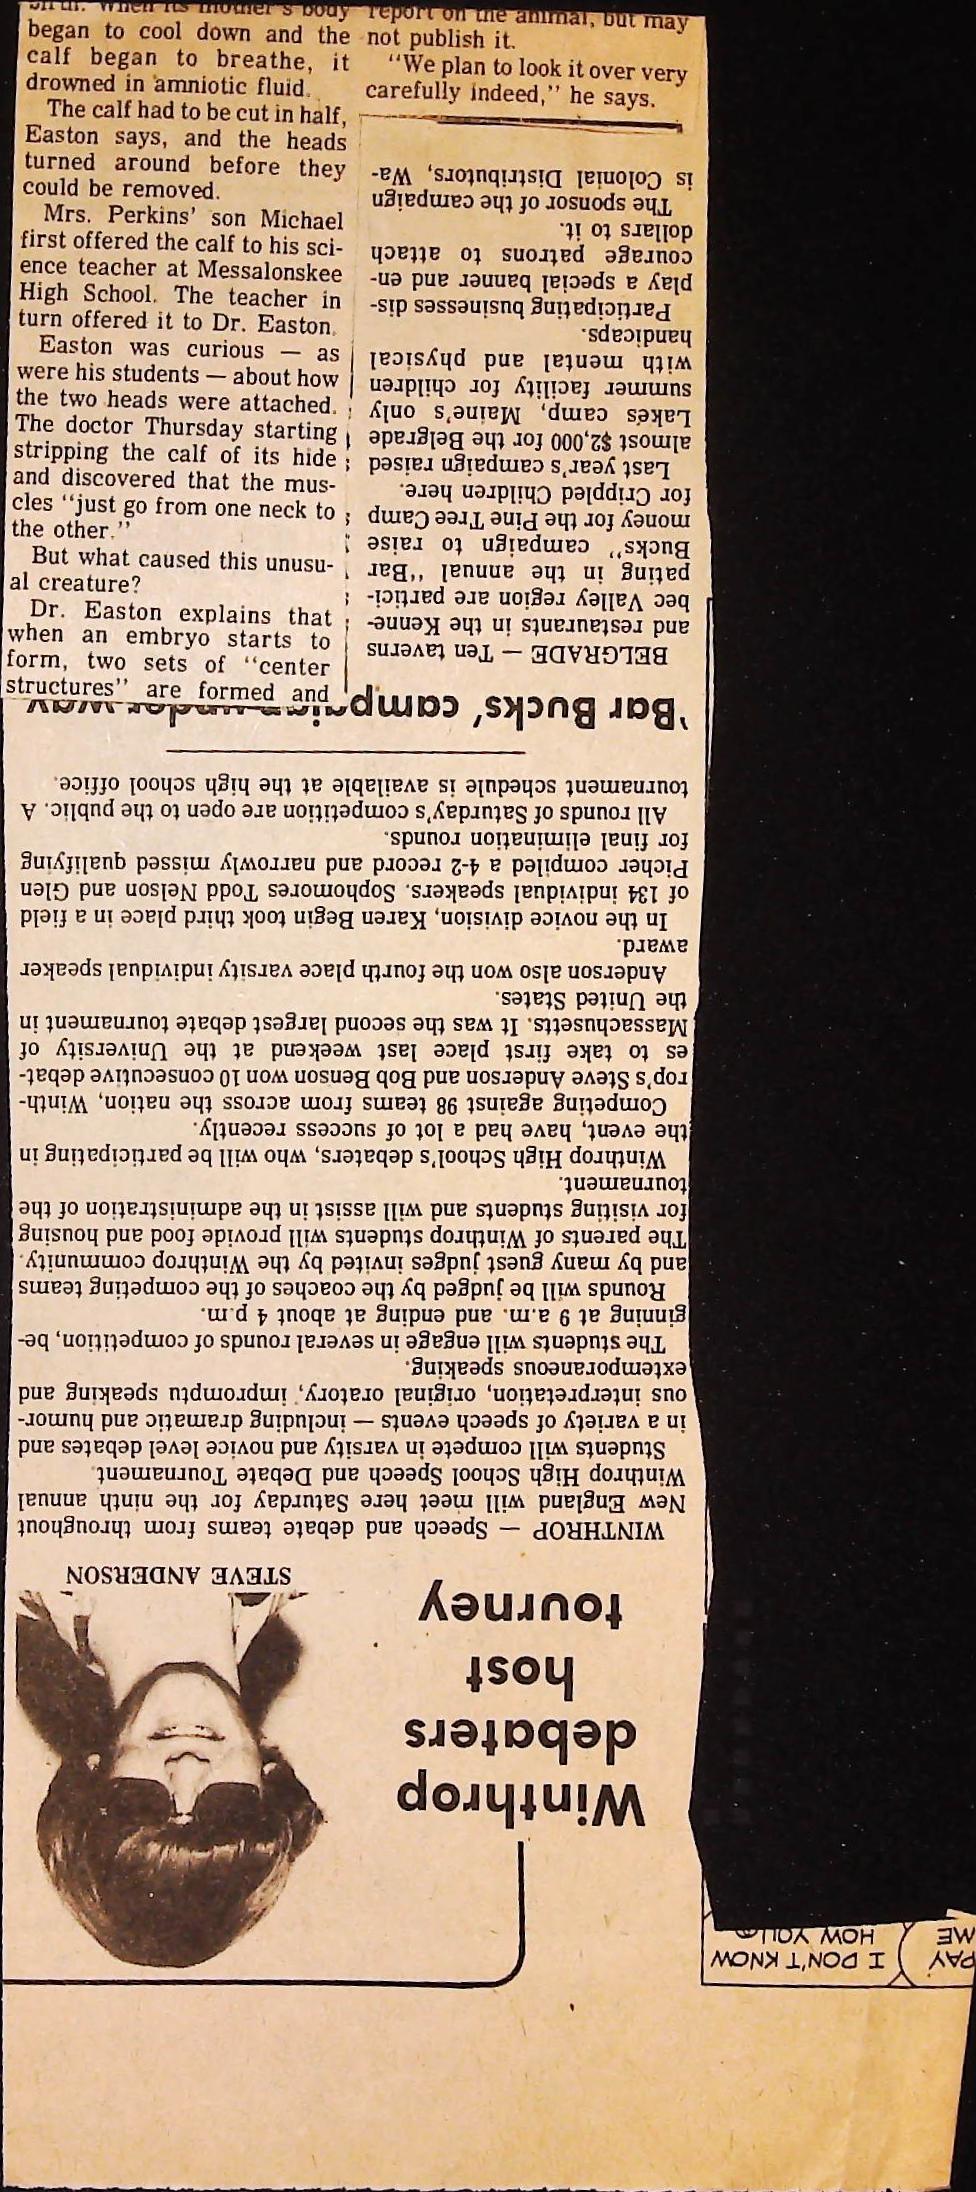 birth. When its mother's body
began to cool down and the
calf began to breathe, it
drowned in amniotic fluid.
The calf had to be cut in half,
Easton says, and the heads
turned around before they
could be removed.
Mrs. Perkins' son Michael
first offered the calf to his sci-
ence teacher at Messalonskee
High School. The teacher in
turn offered it to Dr. Easton.
Easton was curious — as
were his students — about how
the two heads were attached.
The doctor Thursday starting
stripping the calf of its hide
and discovered that the mus-
cles "just go from one neck to
the other."
But what caused this unusu-
al creature?
Dr. Easton explains that
when an embryo starts to
form, two sets of "center
structures" are formed and
report on the animal, but may
not publish it.
"We plan to look it over very
carefully indeed," he says.
PAY
ME
I DON'T KNOW
HOW YOU
Winthrop
debaters
host
tourney
STEVE ANDERSON
WINTHROP — Speech and debate teams from throughout
New England will meet here Saturday for the ninth annual
Winthrop High School Speech and Debate Tournament.
Students will compete in varsity and novice level debates and
in a variety of speech events — including dramatic and humor-
ous interpretation, original oratory, impromptu speaking and
extemporaneous speaking.
The students will engage in several rounds of competition, be-
ginning at 9 a.m. and ending at about 4 p.m.
Rounds will be judged by the coaches of the competing teams
and by many guest judges invited by the Winthrop community.
The parents of Winthrop students will provide food and housing
for visiting students and will assist in the administration of the
tournament.
Winthrop High School's debaters, who will be participating in
the event, have had a lot of success recently.
Competing against 98 teams from across the nation, Winth-
rop's Steve Anderson and Bob Benson won 10 consecutive debat-
es to take first place last weekend at the University of
Massachusetts. It was the second largest debate tournament in
the United States.
Anderson also won the fourth place varsity individual speaker
award.
In the novice division, Karen Begin took third place in a field
of 134 individual speakers. Sophomores Todd Nelson and Glen
Picher compiled a 4-2 record and narrowly missed qualifying
for final elimination rounds.
All rounds of Saturday's competition are open to the public. A
tournament schedule is available at the high school office.
'Bar Bucks' campaign under way
BELGRADE — Ten taverns
and restaurants in the Kenne-
bec Valley region are partici-
pating in the annual "Bar
Bucks" campaign to raise
money for the Pine Tree Camp
for Crippled Children here.
Last year's campaign raised
almost $2,000 for the Belgrade
Lakes camp, Maine's only
summer facility for children
with mental and physical
handicaps.
Participating businesses dis-
play a special banner and en-
courage patrons to attach
dollars to it.
The sponsor of the campaign
is Colonial Distributors, Wa-